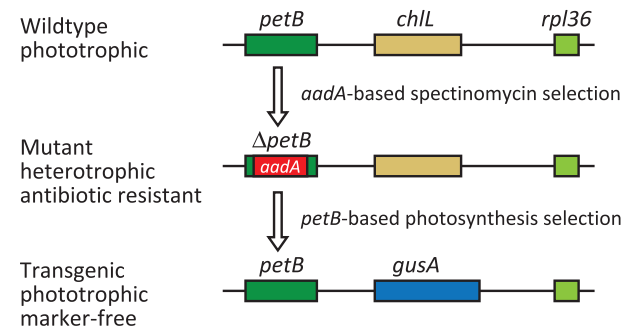 Wildtype
phototrophic
petB
chlL
rpl36
aadA-based spectinomycin selection
Mutant
heterotrophic
antibiotic resistant
ΔpetB
aadA
petB-based photosynthesis selection
Transgenic
phototrophic
marker-free
petB
gusA